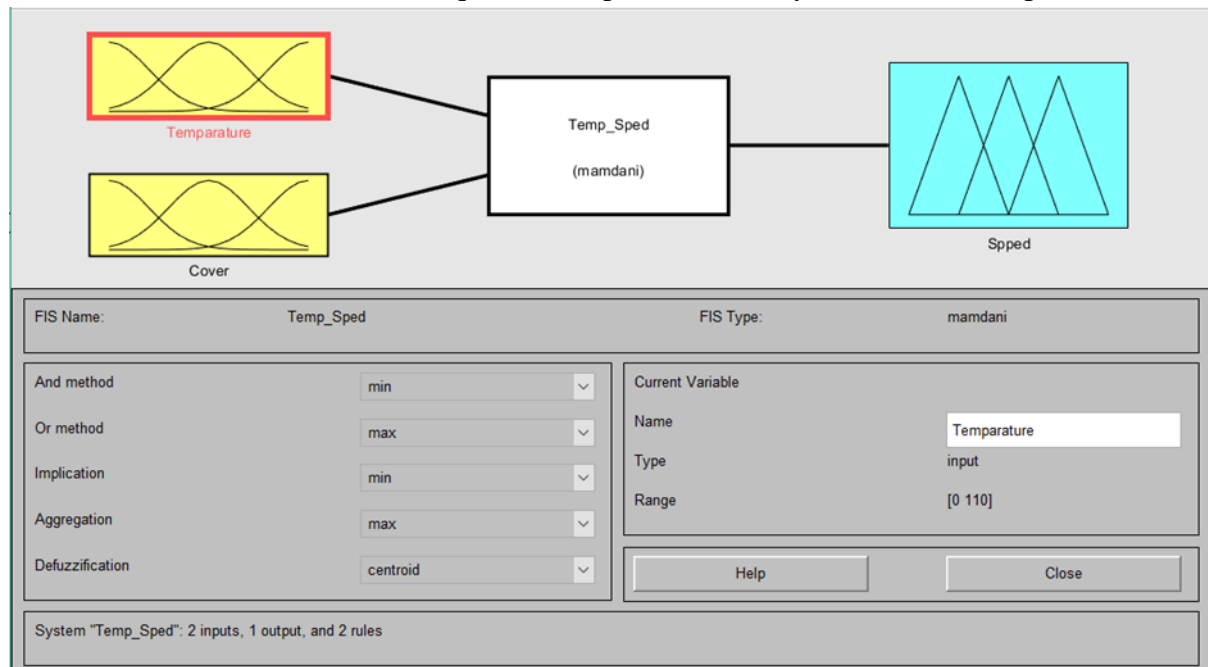 Temparature
Cover
Temp_Sped
(mamdani)
Spped
FIS Name: Temp_Sped FIS Type: mamdani
And method min
Or method max
Implication min
Aggregation max
Defuzzification centroid
Current Variable
Name Temparature
Type input
Range [0 110]
Help Close
System "Temp_Sped": 2 inputs, 1 output, and 2 rules